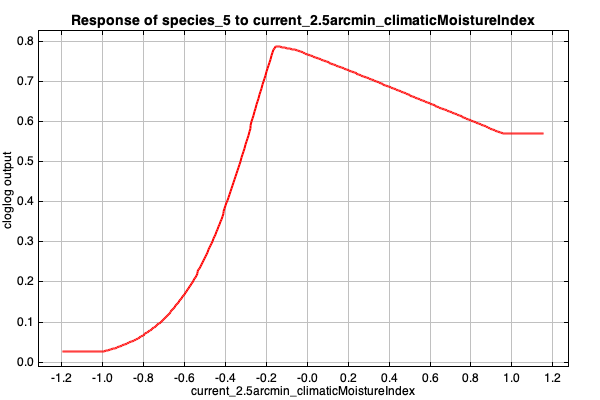 Response of species_5 to current_2.5arcmin_climaticMoistureIndex
cloglog output
0.8
0.7
0.6
0.5
0.4
0.3
0.2
0.1
0.0
-1.2 -1.0 -0.8 -0.6 -0.4 -0.2 -0.0 0.2 0.4 0.6 0.8 1.0 1.2
current_2.5arcmin_climaticMoistureIndex